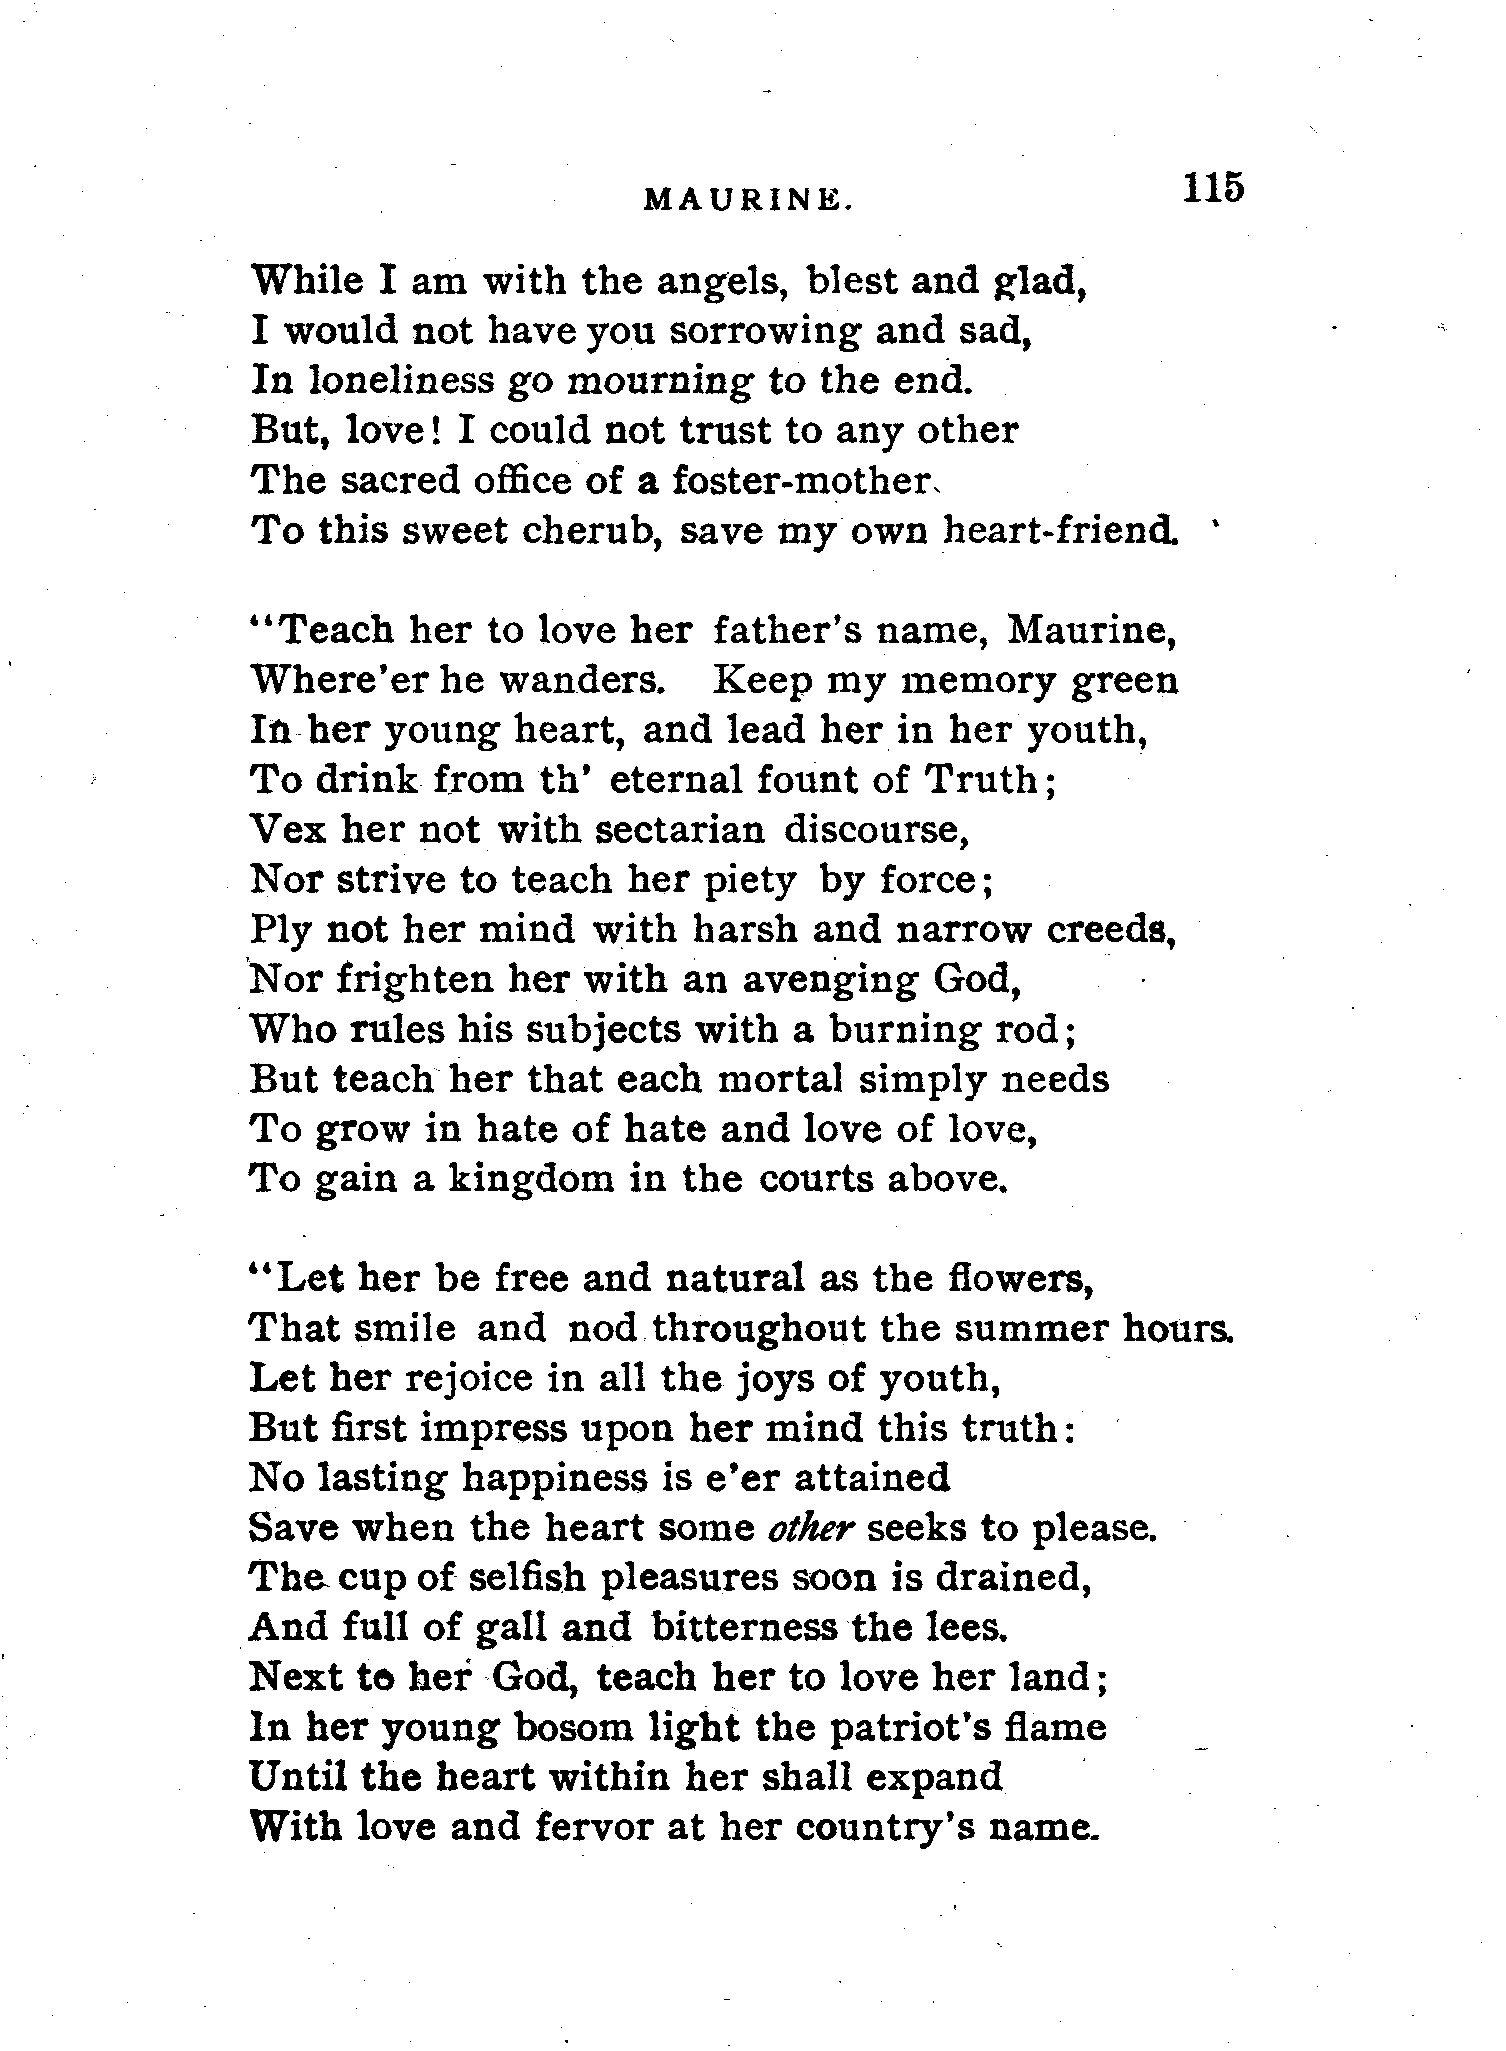 MAURINE. 115
While I am with the angels, blest and glad,
I would not have you sorrowing and sad,
In loneliness go mourning to the end.
But, love! I could not trust to any other
The sacred office of a foster-mother
To this sweet cherub, save my own heart-friend.
“Teach her to love her father's name, Maurine,
Where'er he wanders. Keep my memory green
In her young heart, and lead her in her youth,
To drink from th' eternal fount of Truth;
Vex her not with sectarian discourse,
Nor strive to teach her piety by force;
Ply not her mind with harsh and narrow creeds,
Nor frighten her with an avenging God,
Who rules his subjects with a burning rod;
But teach her that each mortal simply needs
To grow in hate of hate and love of love,
To gain a kingdom in the courts above.
“Let her be free and natural as the flowers,
That smile and nod throughout the summer hours.
Let her rejoice in all the joys of youth,
But first impress upon her mind this truth:
No lasting happiness is e'er attained
Save when the heart some other seeks to please.
The cup of selfish pleasures soon is drained,
And full of gall and bitterness the lees.
Next to her God, teach her to love her land;
In her young bosom light the patriot's flame
Until the heart within her shall expand
With love and fervor at her country's name.